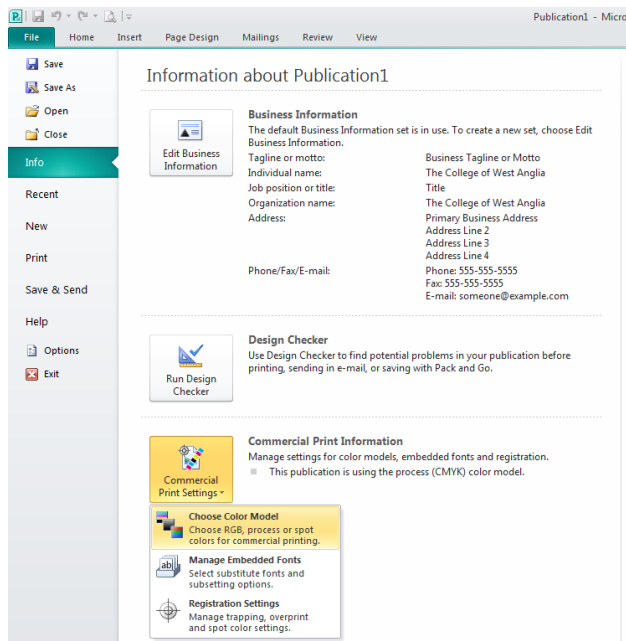 Publication1 - Micro
File Home Insert Page Design Mailings Review View
Save
Save As
Open
Close
Info
Recent
New
Print
Save & Send
Help
Options
Exit
Information about Publication1
Edit Business
Information
Business Information
The default Business Information set is in use. To create a new set, choose Edit
Business Information.
Tagline or motto: Business Tagline or Motto
Individual name: The College of West Anglia
Job position or title: Title
Organization name: The College of West Anglia
Address: Primary Business Address
Address Line 2
Address Line 3
Address Line 4
Phone/Fax/E-mail: Phone: 555-555-5555
Fax: 555-555-5555
E-mail: someone@example.com
Run Design
Checker
Design Checker
Use Design Checker to find potential problems in your publication before
printing, sending in e-mail, or saving with Pack and Go.
Commercial
Print Settings
Commercial Print Information
Manage settings for color models, embedded fonts and registration.
This publication is using the process (CMYK) color model.
Choose Color Model
Choose RGB, process or spot
colors for commercial printing.
Manage Embedded Fonts
Select substitute fonts and
subsetting options.
Registration Settings
Manage trapping, overprint
and spot color settings.